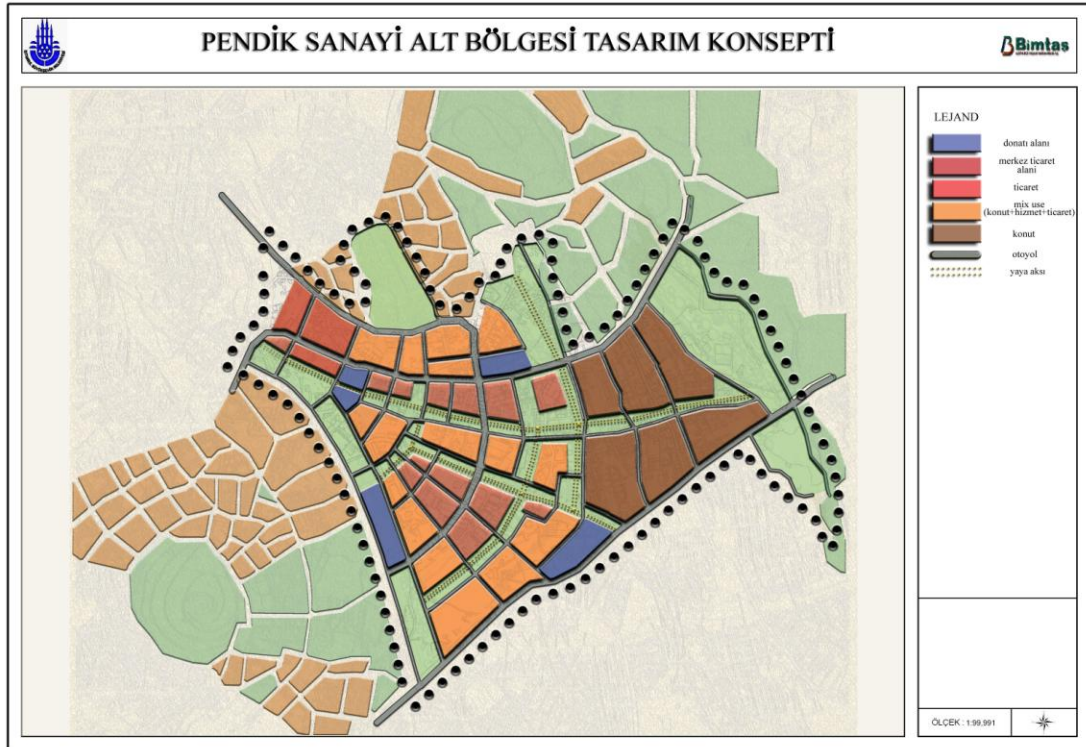 PENDİK SANAYİ ALT BÖLGESİ TASARIM KONSEPTİ
Bimtas
LEJAND
donatı alanı
merkez ticaret
alani
ticaret
mix use
(konut+hizmet+ticaret)
konut
otoyol
yaya aksı
ÖLÇEK : 1:99,991